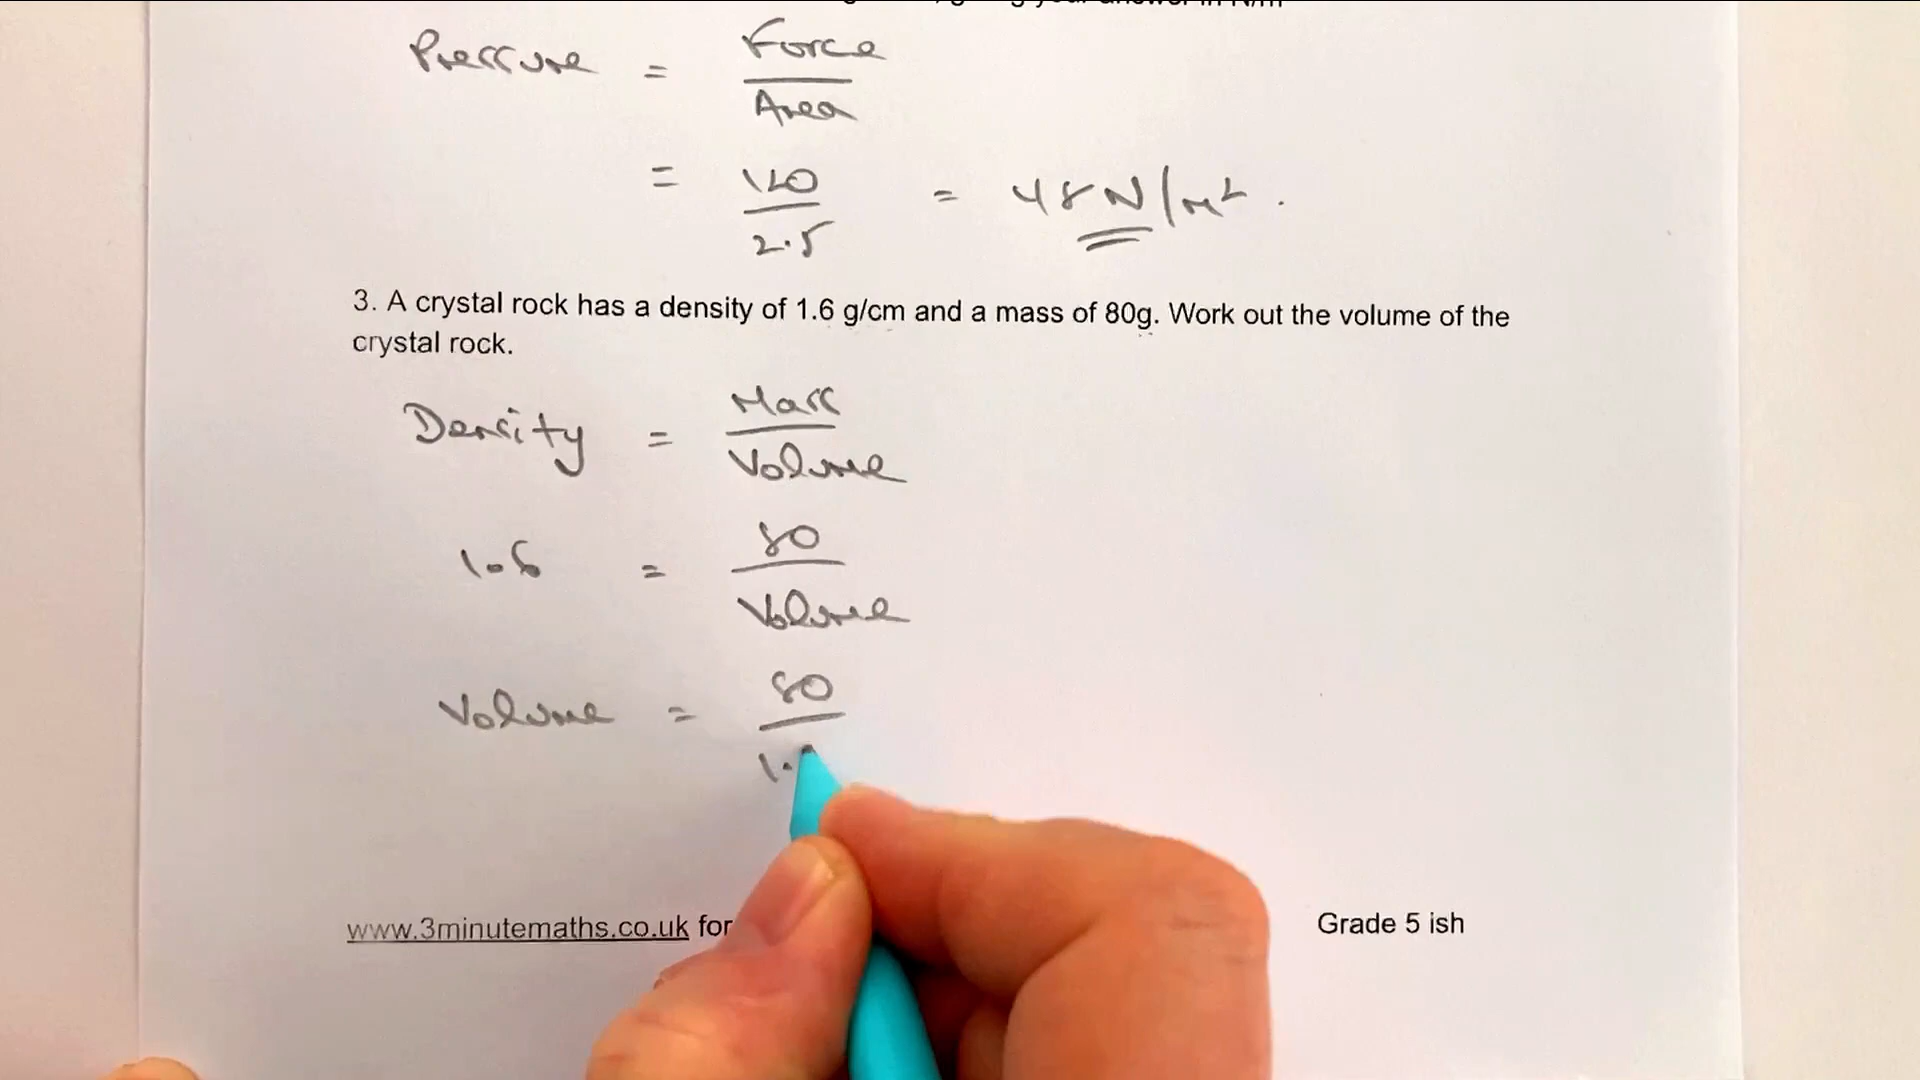 Pressure = Force
Area
= 120
2.5
= 48 N/m².
3. A crystal rock has a density of 1.6 g/cm and a mass of 80g. Work out the volume of the
crystal rock.
Density = Mass
Volume
1.6 = 80
Volume
Volume = 80
1.
www.3minutemaths.co.uk for
Grade 5 ish